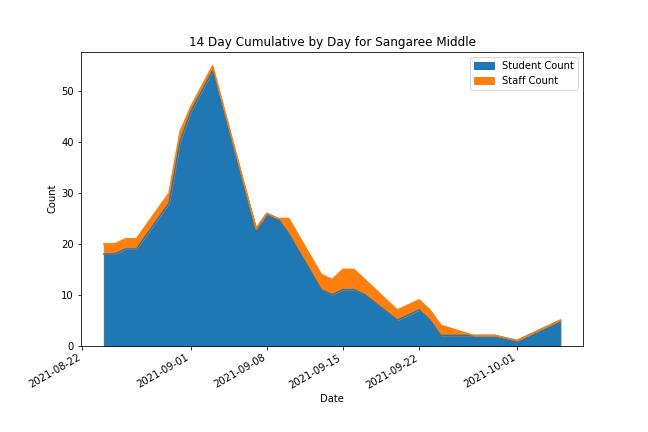 14 Day Cumulative by Day for Sangaree Middle
Student Count
Staff Count
Count
50
40
30
20
10
0
2021-08-22
2021-09-01
2021-09-08
2021-09-15
2021-09-22
2021-10-01
Date